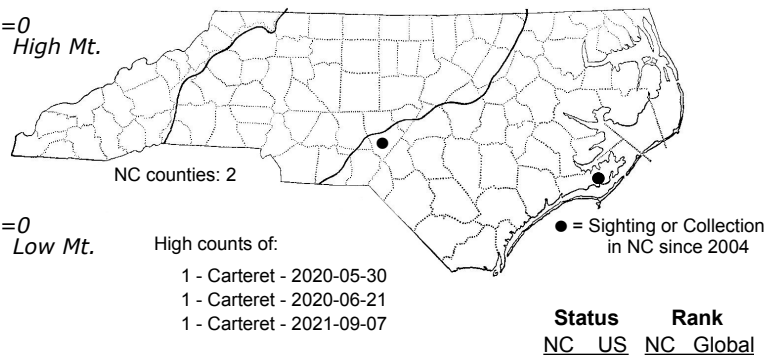 =0
High Mt.
NC counties: 2
=0
Low Mt.
High counts of:
1 - Carteret - 2020-05-30
1 - Carteret - 2020-06-21
1 - Carteret - 2021-09-07
● = Sighting or Collection
in NC since 2004
Status Rank
NC US NC Global